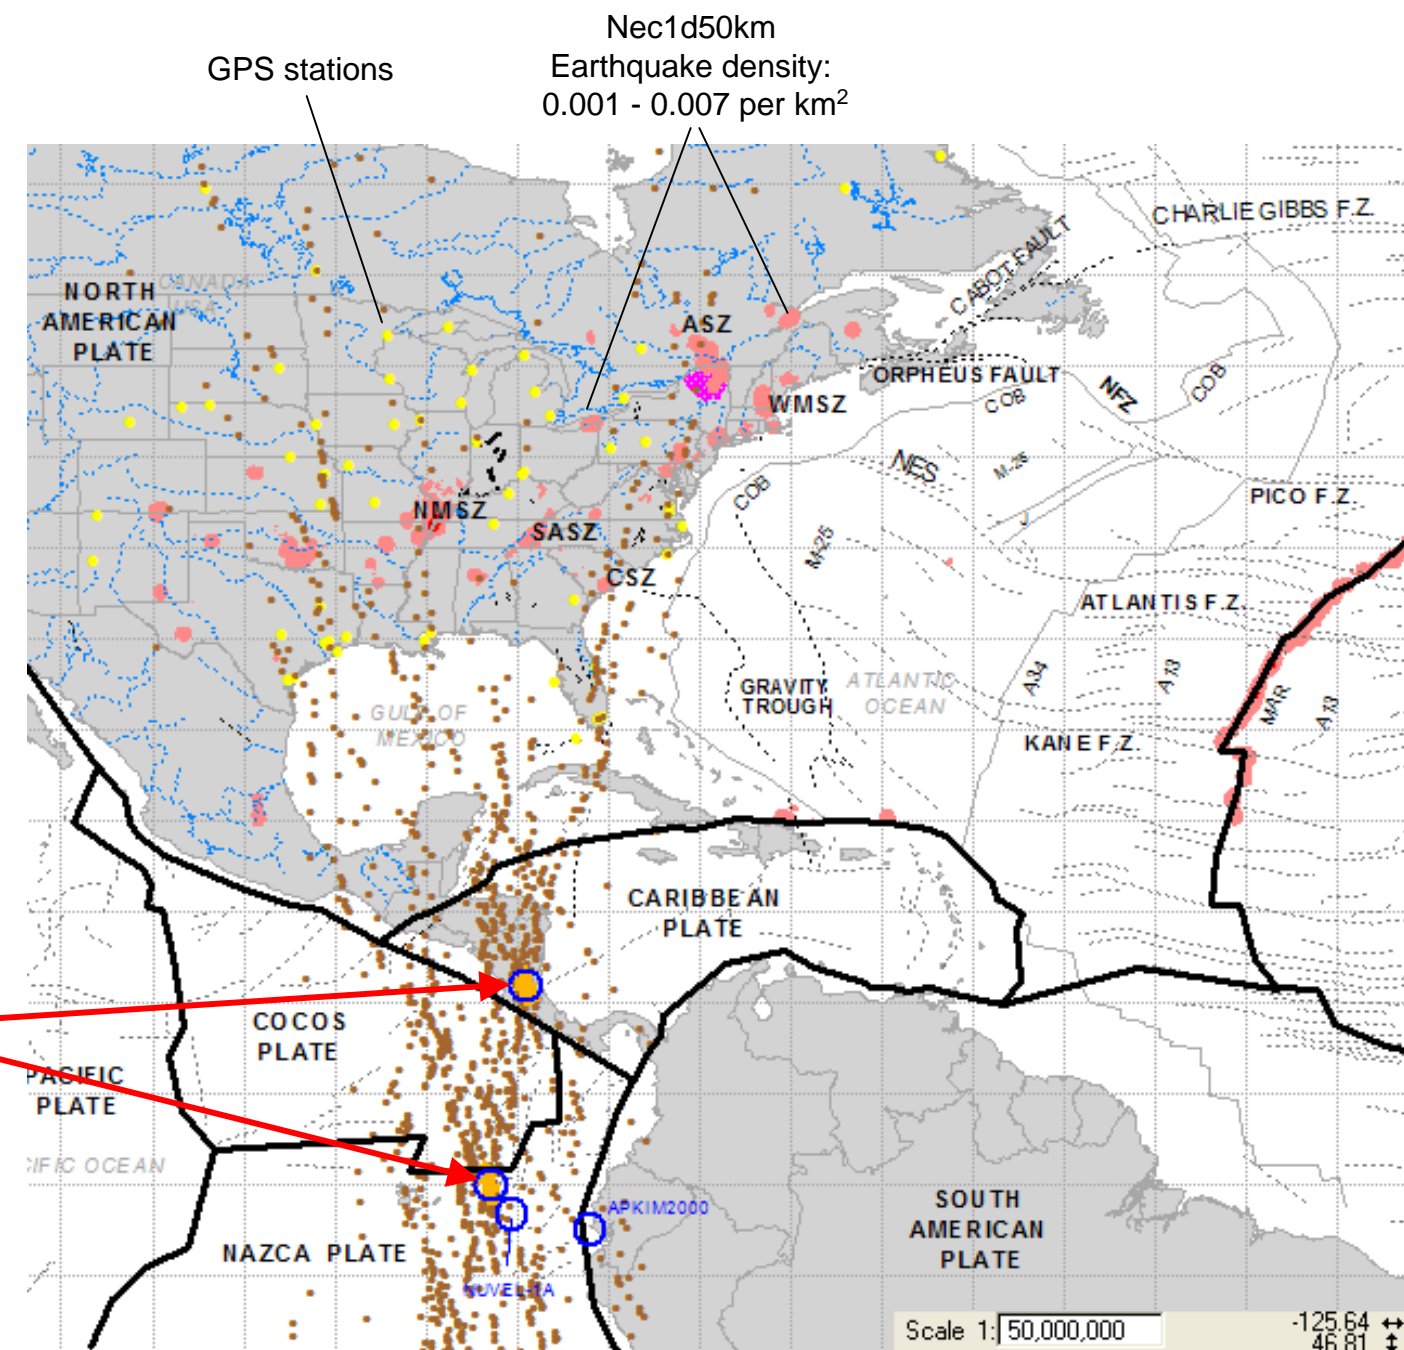 Nec1d50km
Earthquake density:
0.001 - 0.007 per km²
GPS stations
CHARLIE GIBBS F.Z.
CABOT FAULT
CANADA
USA
NORTH
AMERICAN
PLATE
ASZ
ORPHEUS FAULT
WMSZ
COB
NFZ
COB
NES
M-25
COB
PICO F.Z.
NMSZ
SASZ
J
M-25
CSZ
ATLANTIS F.Z.
GRAVITY
TROUGH
ATLANTIC
OCEAN
A34
A13
MAR
A13
GULF OF
MEXICO
KANE F.Z.
CARIBBEAN
PLATE
COCOS
PLATE
PACIFIC
PLATE
IFIC OCEAN
APKIM2000
SOUTH
AMERICAN
PLATE
NAZCA PLATE
NUVEL-1A
Scale 1: 50,000,000
-125.64
46.81